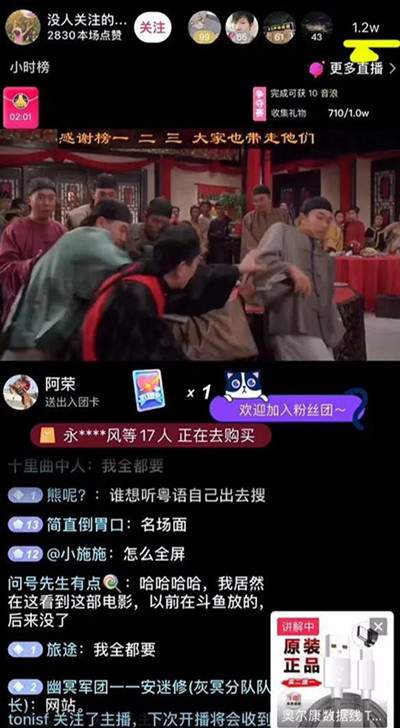 没人关注的...
2830本场点赞
关注
99
66
61
43
1.2w
小时榜
更多直播 >
02:01
争夺赛
完成可获 10 音浪
收集礼物 710/1.0w
感谢榜一 二 三 大家也带走他们
阿荣
送出入团卡
x 1
欢迎加入粉丝团～
永****风等 17 人 正在去购买
十里曲中人：我全都要
1 熊呢?：谁想听粤语自己出去搜
13 简直倒胃口：名场面
12 @小施施：怎么全屏
问号先生有点🍭：哈哈哈哈，我居然
在这看到这部电影，以前在斗鱼放的，
后来没了
1 旅途：我全都要
1 幽冥军团一一安迷修(灰冥分队队
长)：网站。
tonisf 关注了主播，下次开播将会收到
讲解中
原装
正品
买二送一
奥尔康数据线T